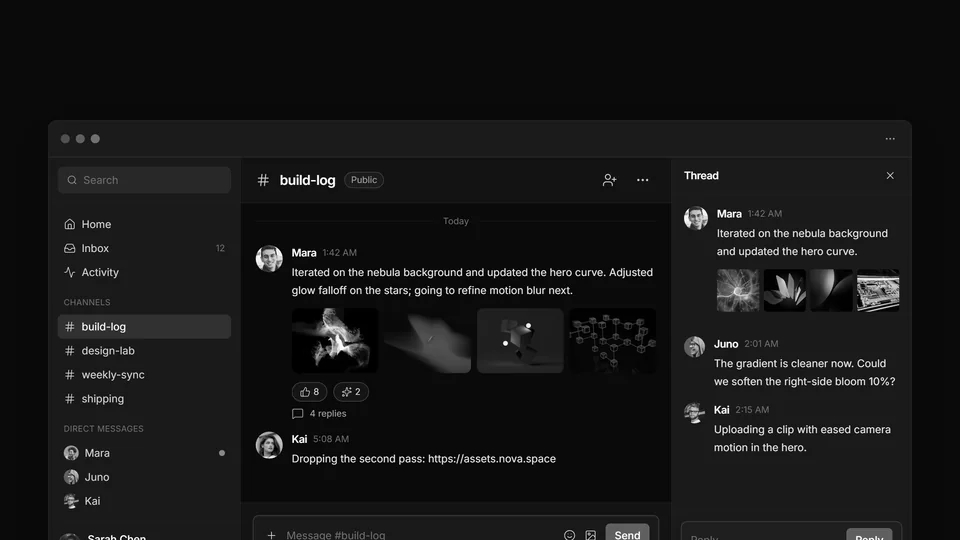 Search
Home
Inbox 12
Activity
CHANNELS
# build-log
# design-lab
# weekly-sync
# shipping
DIRECT MESSAGES
Mara
Juno
Kai
Sarah Chen
# build-log Public
Today
Mara 1:42 AM
Iterated on the nebula background and updated the hero curve. Adjusted
glow falloff on the stars; going to refine motion blur next.
8 2
4 replies
Kai 5:08 AM
Dropping the second pass: https://assets.nova.space
Message #build-log Send
Thread
Mara 1:42 AM
Iterated on the nebula background
and updated the hero curve.
Juno 2:01 AM
The gradient is cleaner now. Could
we soften the right-side bloom 10%?
Kai 2:15 AM
Uploading a clip with eased camera
motion in the hero.
Reply Reply